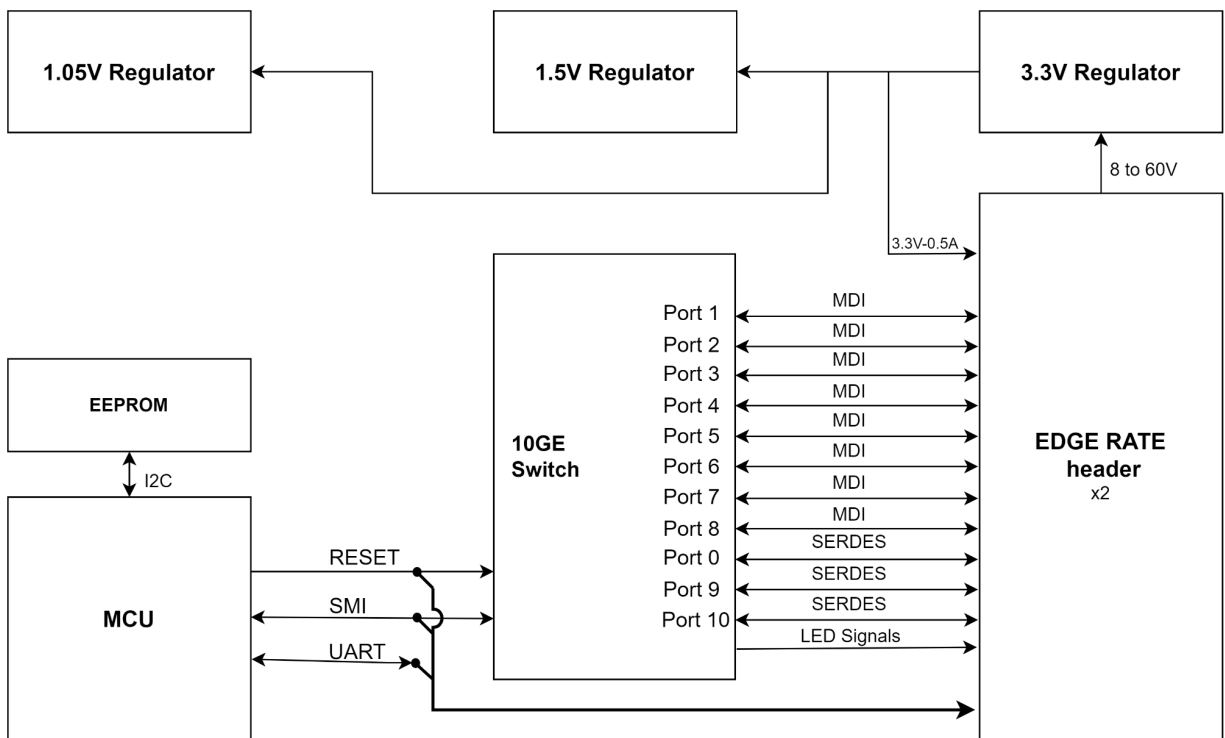 1.05V Regulator
1.5V Regulator
3.3V Regulator
8 to 60V
3.3V-0.5A
EEPROM
I2C
MCU
RESET
SMI
UART
10GE
Switch
Port 1
Port 2
Port 3
Port 4
Port 5
Port 6
Port 7
Port 8
Port 0
Port 9
Port 10
MDI
MDI
MDI
MDI
MDI
MDI
MDI
MDI
SERDES
SERDES
SERDES
LED Signals
EDGE RATE
header
x2